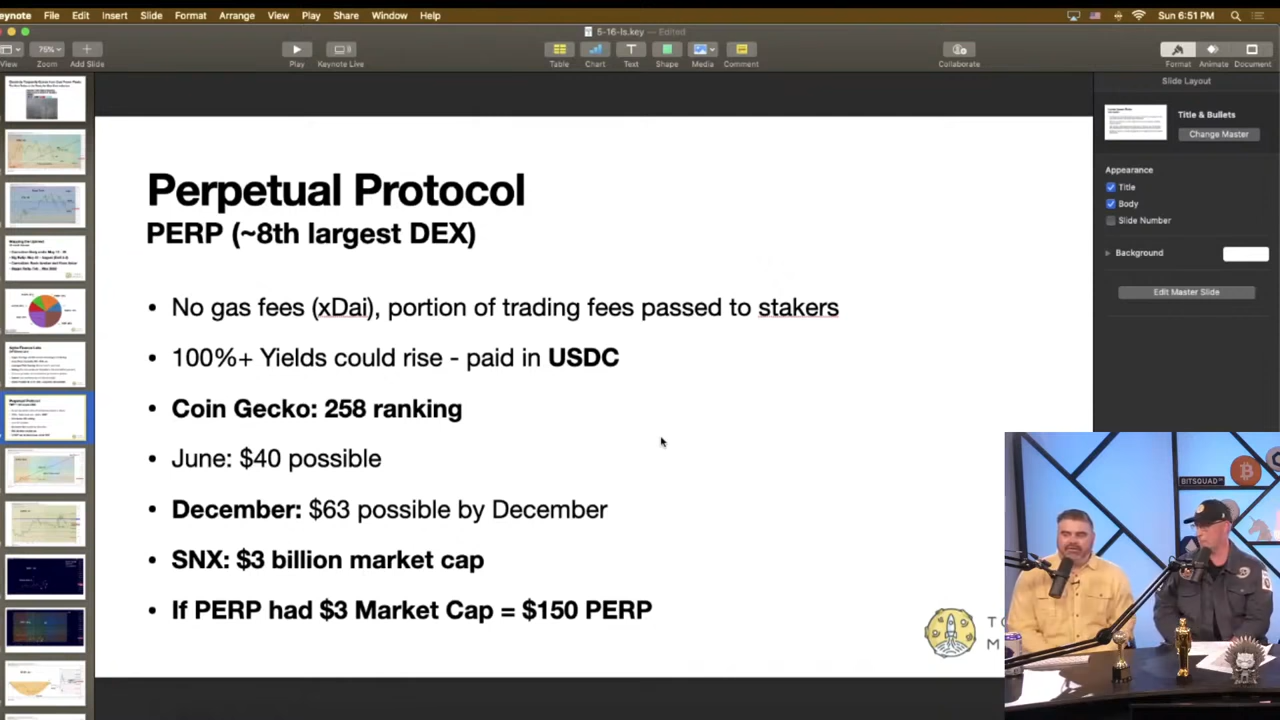 eynote File Edit Insert Slide Format Arrange View Play Share Window Help Sun 6:51 PM
5-16-ls.key — Edited
75%
View Zoom Add Slide Play Keynote Live Table Chart Text Shape Media Comment Collaborate Format Animate Document
Slide Layout
Title & Bullets
Change Master
Appearance
Title
Body
Slide Number
Background
Edit Master Slide
Perpetual Protocol
PERP (~8th largest DEX)
• No gas fees (xDai), portion of trading fees passed to stakers
• 100%+ Yields could rise - paid in USDC
• Coin Gecko: 258 ranking
• June: $40 possible
• December: $63 possible by December
• SNX: $3 billion market cap
• If PERP had $3 Market Cap = $150 PERP
TO
M
BITSQUAD